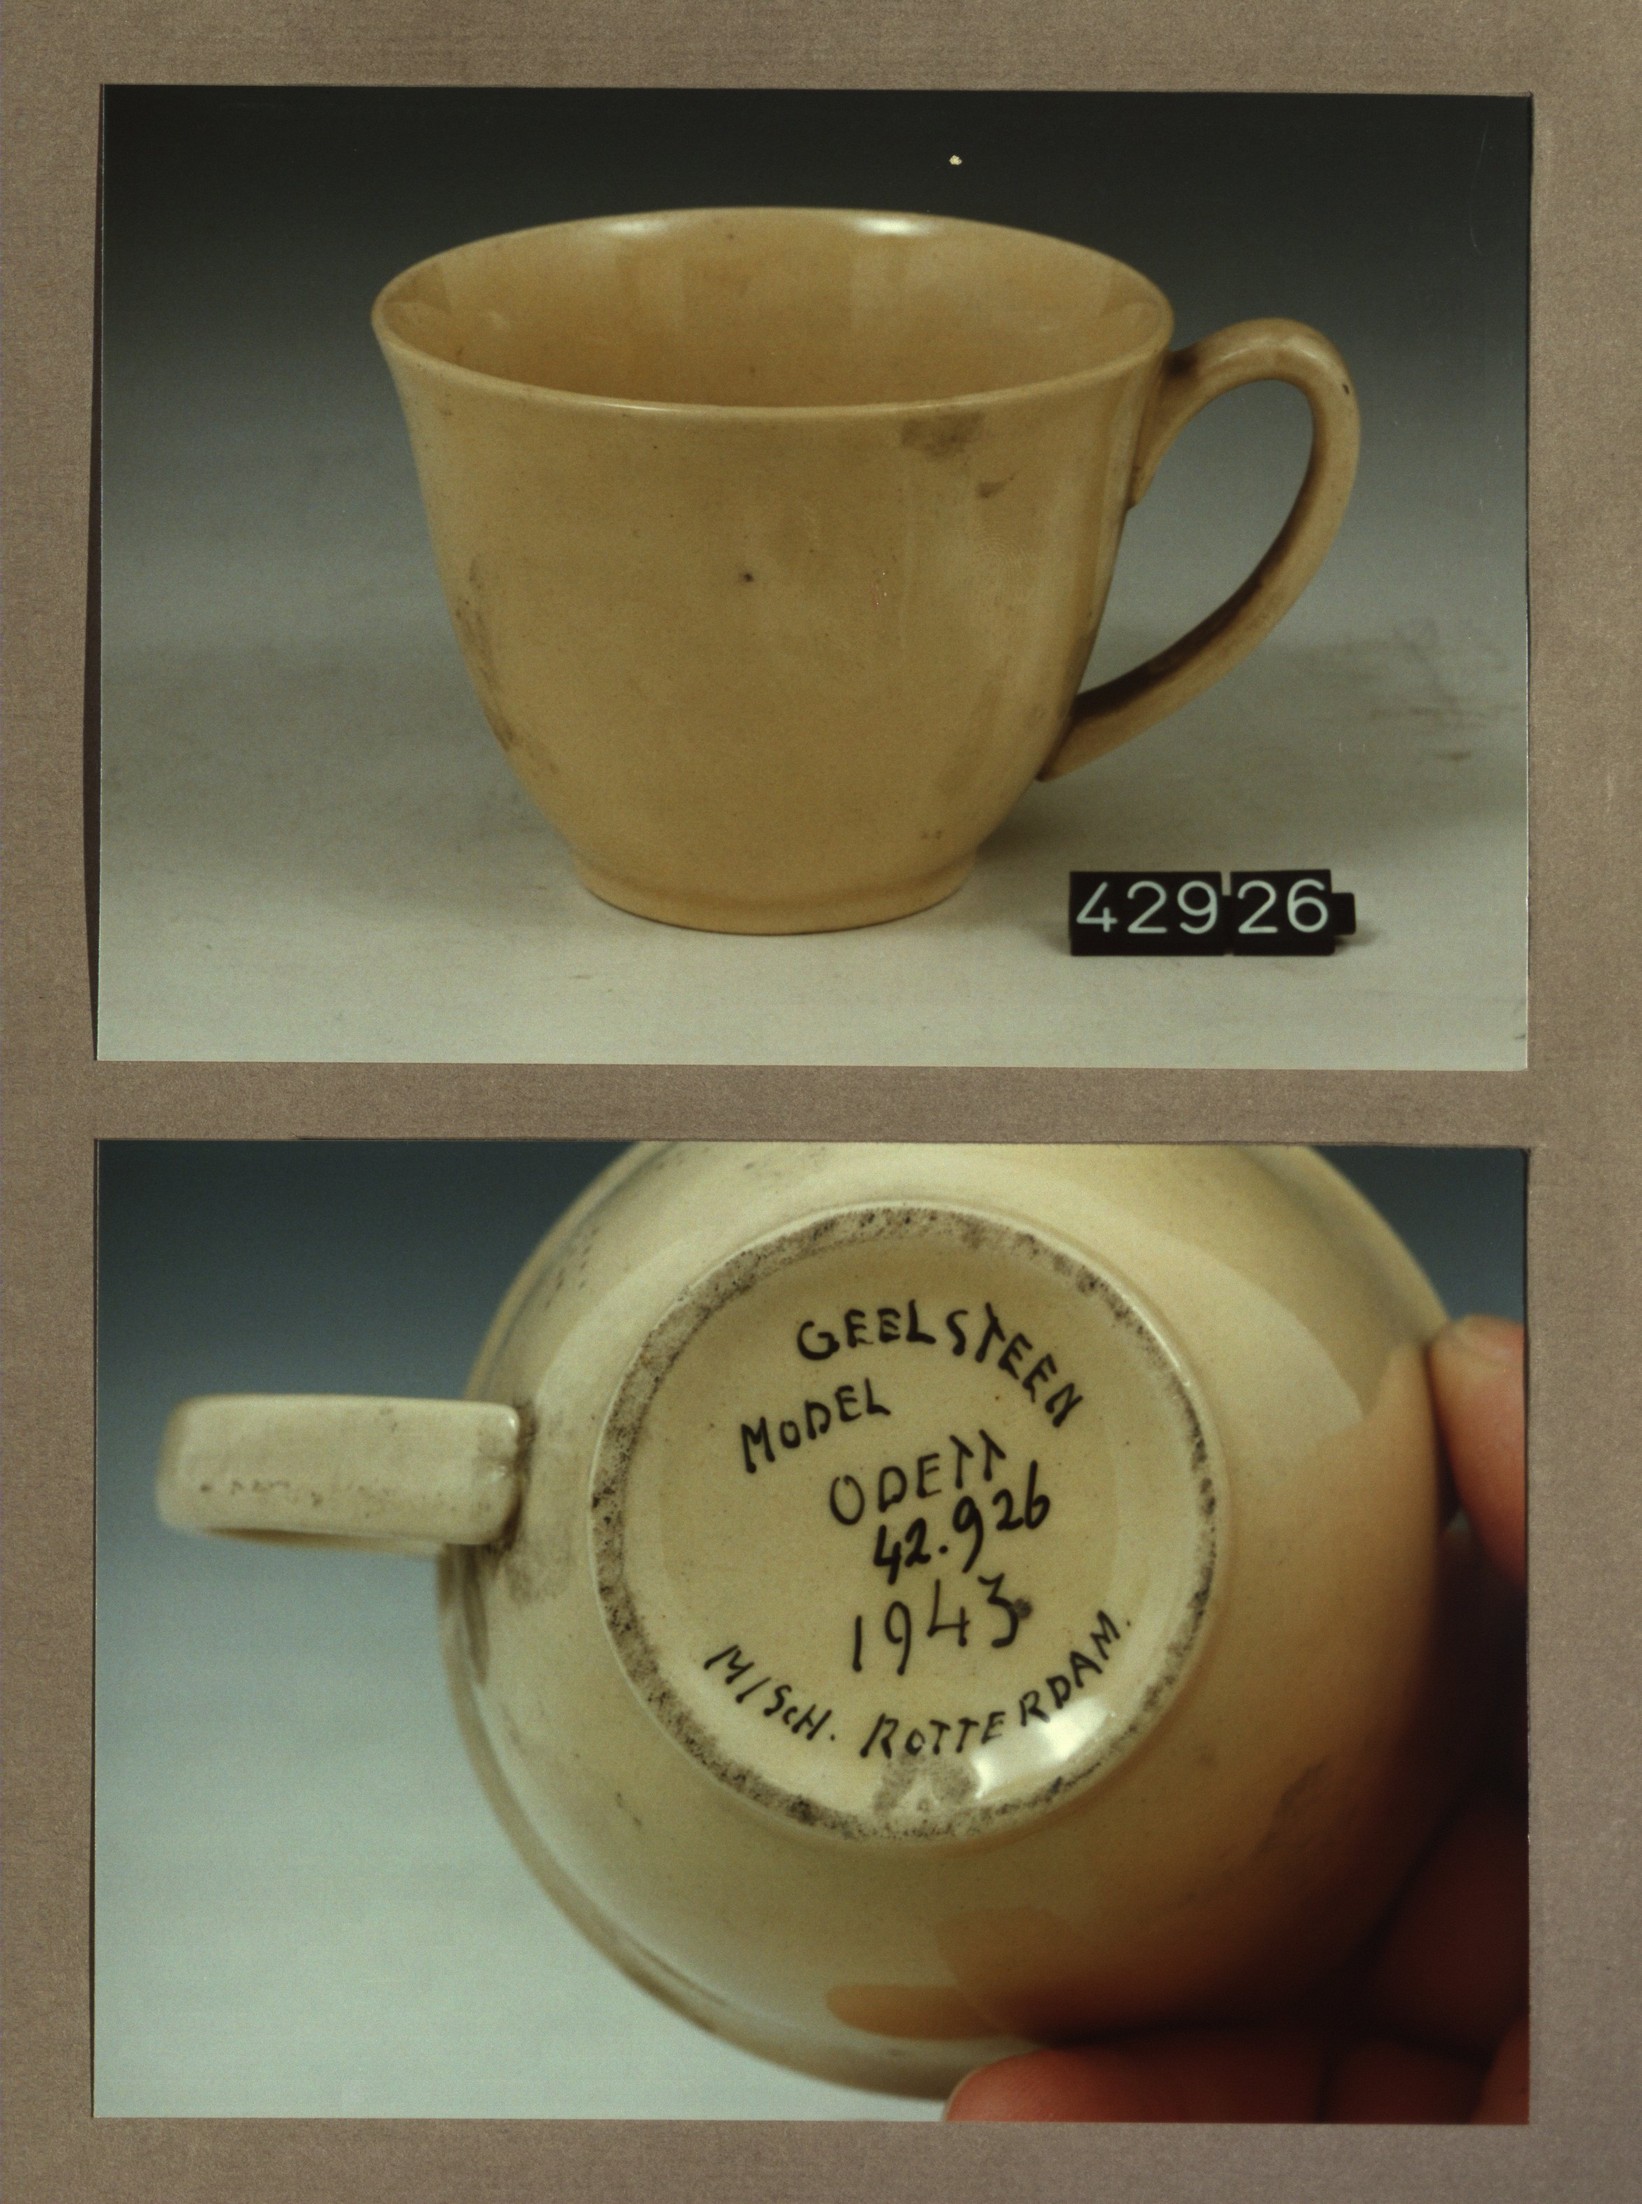 42926
GEELSTEEN
MODEL
ODETT
42.926
1943
M/SCH. ROTTERDAM.